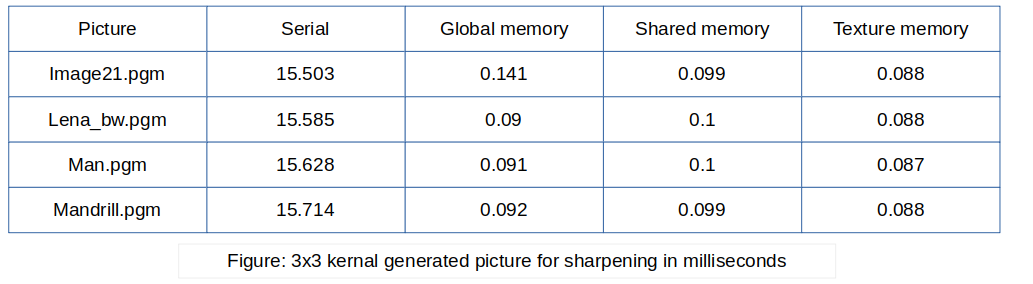 Picture Serial Global memory Shared memory Texture memory
Image21.pgm 15.503 0.141 0.099 0.088
Lena_bw.pgm 15.585 0.09 0.1 0.088
Man.pgm 15.628 0.091 0.1 0.087
Mandrill.pgm 15.714 0.092 0.099 0.088
Figure: 3x3 kernal generated picture for sharpening in milliseconds